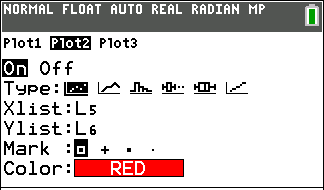 NORMAL FLOAT AUTO REAL RADIAN MP
Plot1 Plot2 Plot3
On Off
Type:
Xlist:L5
Ylist:L6
Mark : + ▪ ·
Color: RED